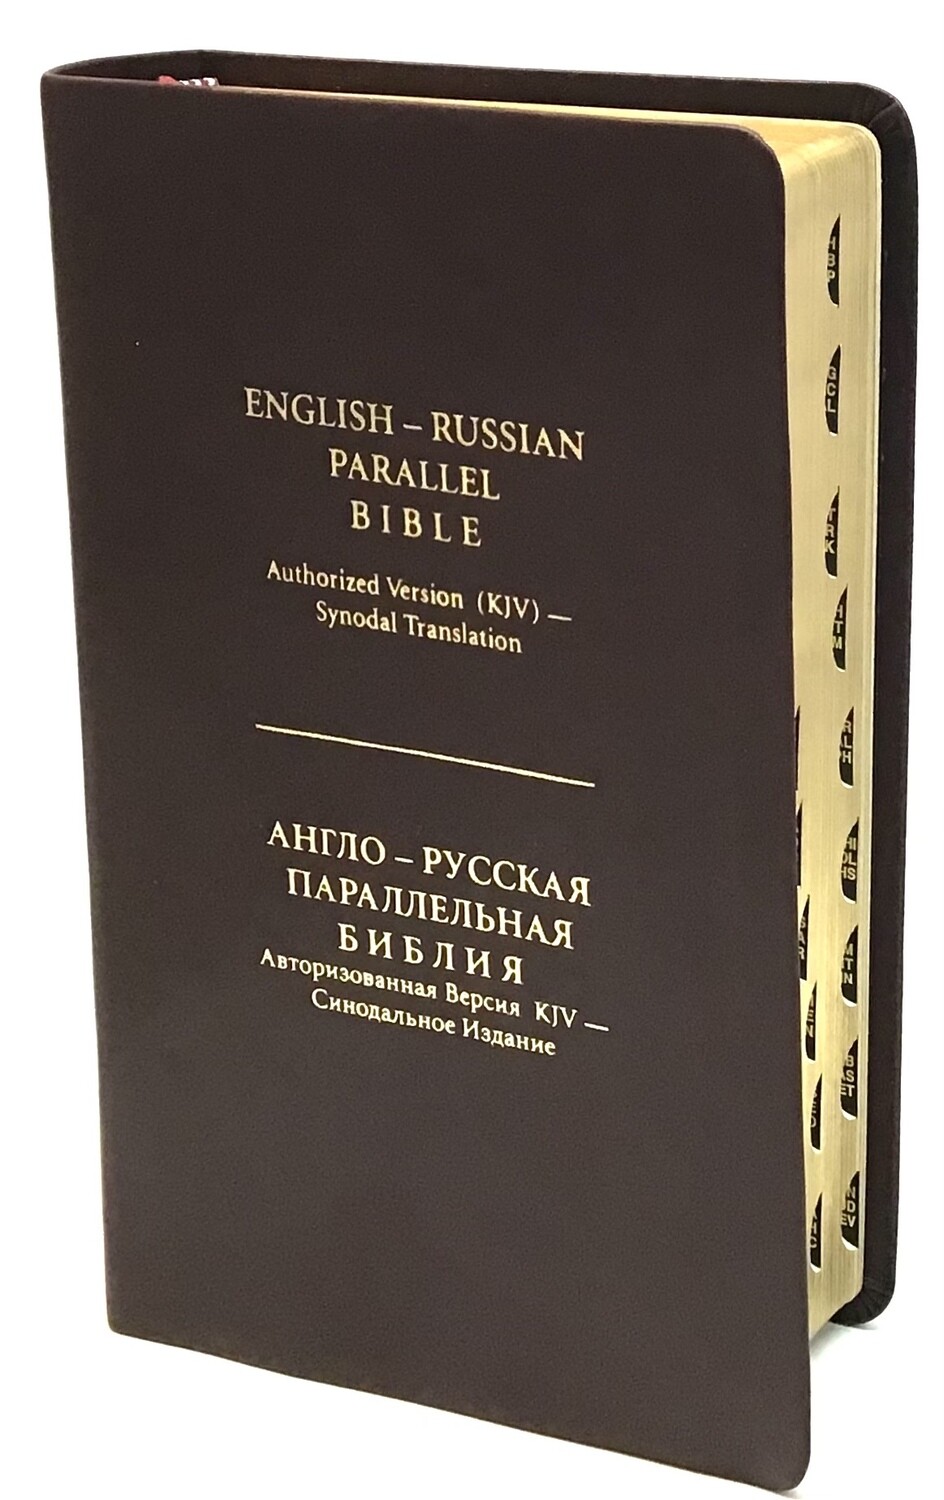 ENGLISH – RUSSIAN
PARALLEL
BIBLE
Authorized Version (KJV) —
Synodal Translation
АНГЛО – РУССКАЯ
ПАРАЛЛЕЛЬНАЯ
БИБЛИЯ
Авторизованная Версия KJV —
Синодальное Издание
H
B
P
G
C
L
T
R
K
H
T
M
R
L
H
S
A
R
M
T
N